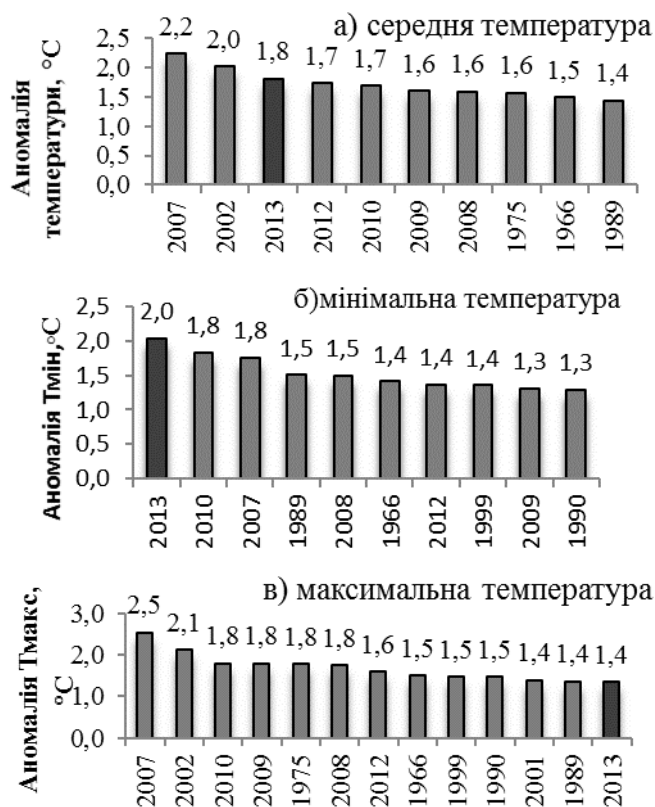 а) середня температура
2,2 2,0 1,8 1,7 1,7 1,6 1,6 1,6 1,5 1,4
Аномалія
температури, °С
2,5
2,0
1,5
1,0
0,5
0,0
2007 2002 2013 2012 2010 2009 2008 1975 1966 1989
б)мінімальна температура
2,0 1,8 1,8 1,5 1,5 1,4 1,4 1,4 1,3 1,3
Аномалія Тмін,°С
2,5
2,0
1,5
1,0
0,5
0,0
2013 2010 2007 1989 2008 1966 2012 1999 2009 1990
в) максимальна температура
2,5 2,1 1,8 1,8 1,8 1,8 1,6 1,5 1,5 1,5 1,4 1,4 1,4
Аномалія Тмакс,
°С
3,0
2,0
1,0
0,0
2007 2002 2010 2009 1975 2008 2012 1966 1999 1990 2001 1989 2013